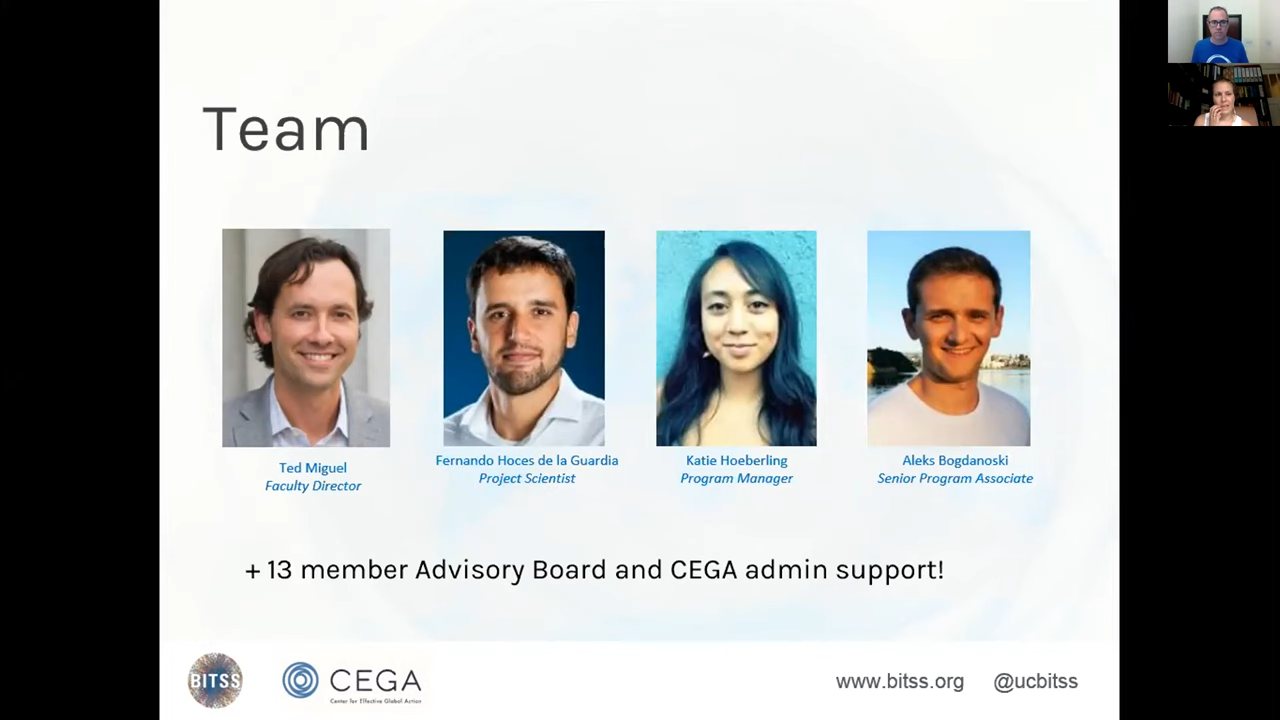 Team
Ted Miguel
Faculty Director
Fernando Hoces de la Guardia
Project Scientist
Katie Hoeberling
Program Manager
Aleks Bogdanoski
Senior Program Associate
+ 13 member Advisory Board and CEGA admin support!
BITSS
CEGA
Center for Effective Global Action
www.bitss.org @ucbitss